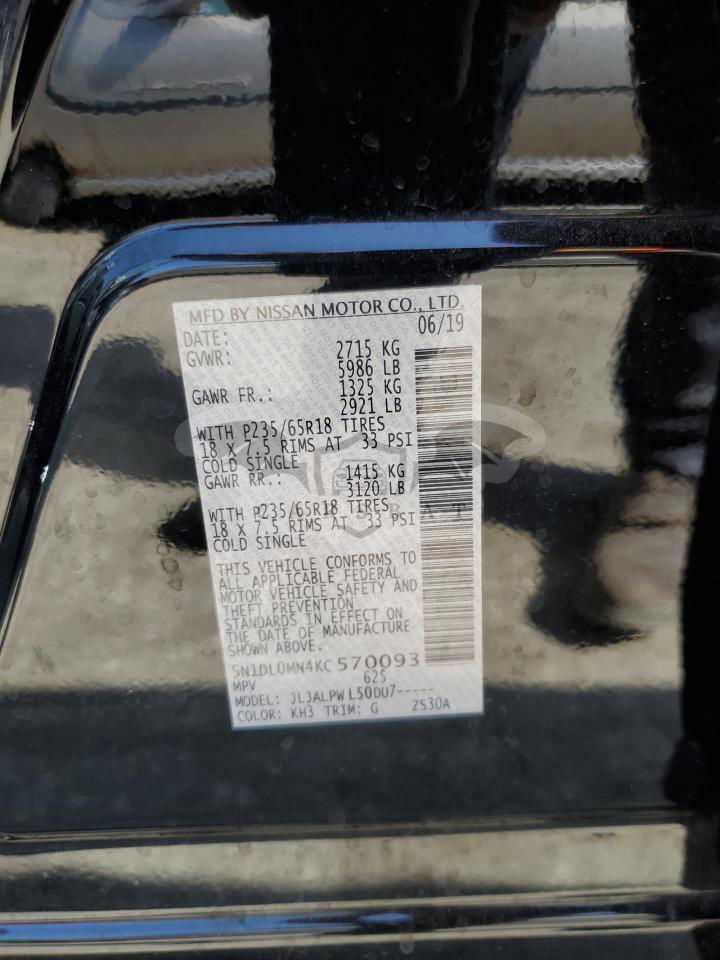 MFD BY NISSAN MOTOR CO., LTD.
DATE: 06/19
GVWR: 2715 KG
5986 LB
GAWR FR.: 1325 KG
2921 LB
WITH P235/65R18 TIRES
18 X 7.5 RIMS AT 33 PSI
COLD SINGLE
GAWR RR.: 1415 KG
3120 LB
WITH P235/65R18 TIRES
18 X 7.5 RIMS AT 33 PSI
COLD SINGLE
THIS VEHICLE CONFORMS TO
ALL APPLICABLE FEDERAL
MOTOR VEHICLE SAFETY AND
THEFT PREVENTION
STANDARDS IN EFFECT ON
THE DATE OF MANUFACTURE
SHOWN ABOVE.
5N1DL0MN4KC570093
MPV 625
MODEL: JLJALPW L50DU7-----
COLOR: KH3 TRIM: G ZS30A